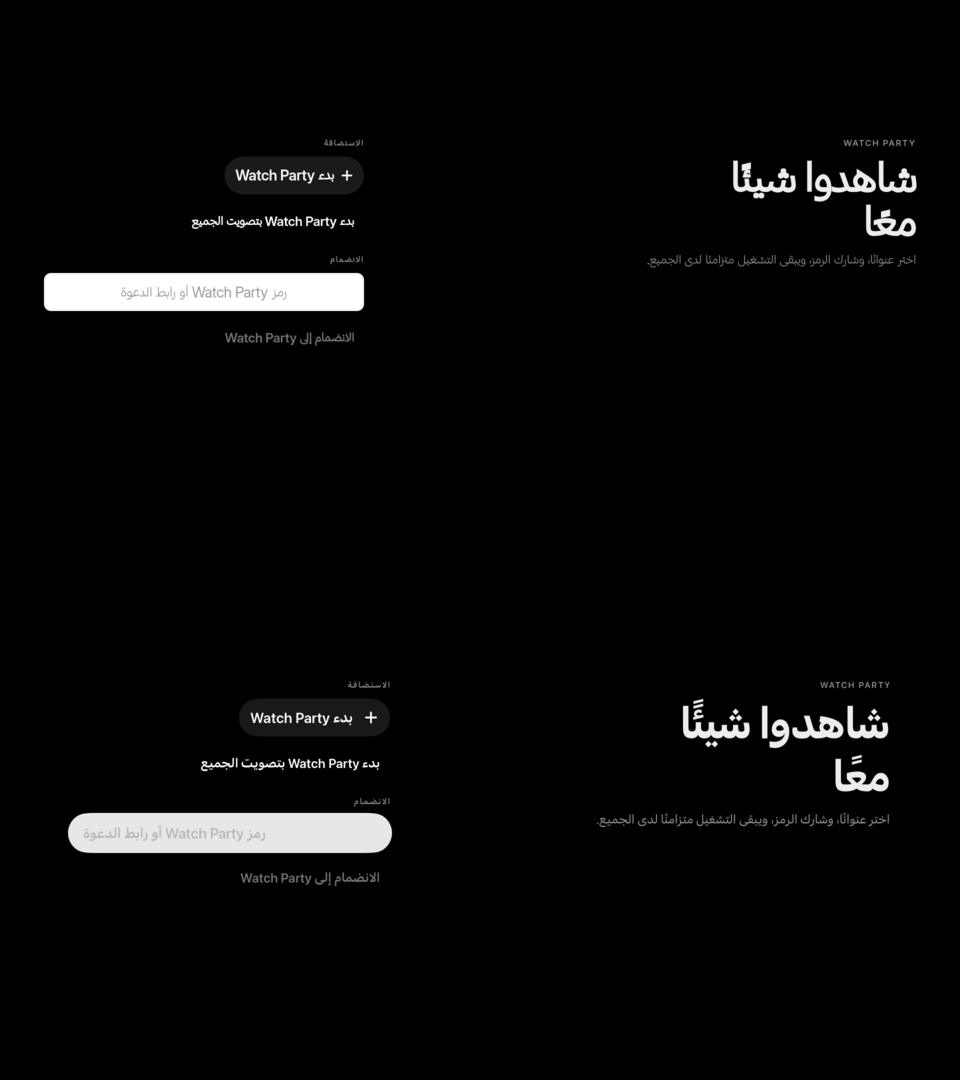 WATCH PARTY
شاهدوا شيئًا
معًا
اختر عنوانًا، وشارك الرمز، ويبقى التشغيل متزامنًا لدى الجميع.
الاستضافة
بدء Watch Party
بدء Watch Party بتصويت الجميع
الانضمام
رمز Watch Party أو رابط الدعوة
الانضمام إلى Watch Party
WATCH PARTY
شاهدوا شيئًا
معًا
اختر عنوانًا، وشارك الرمز، ويبقى التشغيل متزامنًا لدى الجميع.
الاستضافة
بدء Watch Party
بدء Watch Party بتصويت الجميع
الانضمام
رمز Watch Party أو رابط الدعوة
الانضمام إلى Watch Party